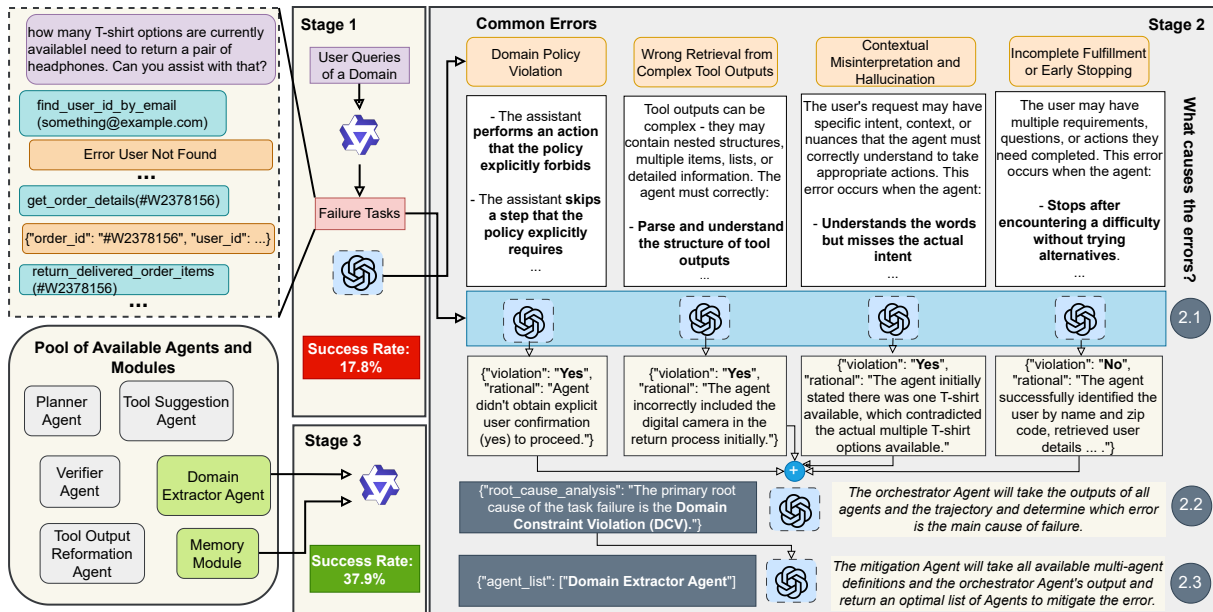 how many T-shirt options are currently
availableI need to return a pair of
headphones. Can you assist with that?
find_user_id_by_email
(something@example.com)
Error User Not Found
...
get_order_details(#W2378156)
{"order_id": "#W2378156", "user_id": ...}
return_delivered_order_items
(#W2378156)
...
Pool of Available Agents and
Modules
Planner
Agent
Tool Suggestion
Agent
Verifier
Agent
Domain
Extractor Agent
Tool Output
Reformation
Agent
Memory
Module
Stage 1
User Queries
of a Domain
Failure Tasks
Success Rate:
17.8%
Stage 3
Success Rate:
37.9%
Common Errors
Stage 2
Domain Policy
Violation
Wrong Retrieval from
Complex Tool Outputs
Contextual
Misinterpretation and
Hallucination
Incomplete Fulfillment
or Early Stopping
- The assistant
performs an action
that the policy
explicitly forbids
- The assistant skips
a step that the
policy explicitly
requires
...
Tool outputs can be
complex - they may
contain nested structures,
multiple items, lists, or
detailed information. The
agent must correctly:
- Parse and understand
the structure of tool
outputs
...
The user's request may have
specific intent, context, or
nuances that the agent must
correctly understand to take
appropriate actions. This
error occurs when the agent:
- Understands the words
but misses the actual
intent
...
The user may have
multiple requirements,
questions, or actions they
need completed. This error
occurs when the agent:
- Stops after
encountering a difficulty
without trying
alternatives.
...
What causes the errors?
2.1
{"violation": "Yes",
"rational": "Agent
didn't obtain explicit
user confirmation
(yes) to proceed."}
{"violation": "Yes",
"rational": "The agent
incorrectly included the
digital camera in the
return process initially."}
{"violation": "Yes",
"rational": "The agent initially
stated there was one T-shirt
available, which contradicted
the actual multiple T-shirt
options available."
{"violation": "No",
"rational": "The agent
successfully identified the
user by name and zip
code, retrieved user
details ... ."}
+
{"root_cause_analysis": "The primary root
cause of the task failure is the Domain
Constraint Violation (DCV)."}
The orchestrator Agent will take the outputs of all
agents and the trajectory and determine which error
is the main cause of failure.
2.2
{"agent_list": ["Domain Extractor Agent"]
The mitigation Agent will take all available multi-agent
definitions and the orchestrator Agent's output and
return an optimal list of Agents to mitigate the error.
2.3